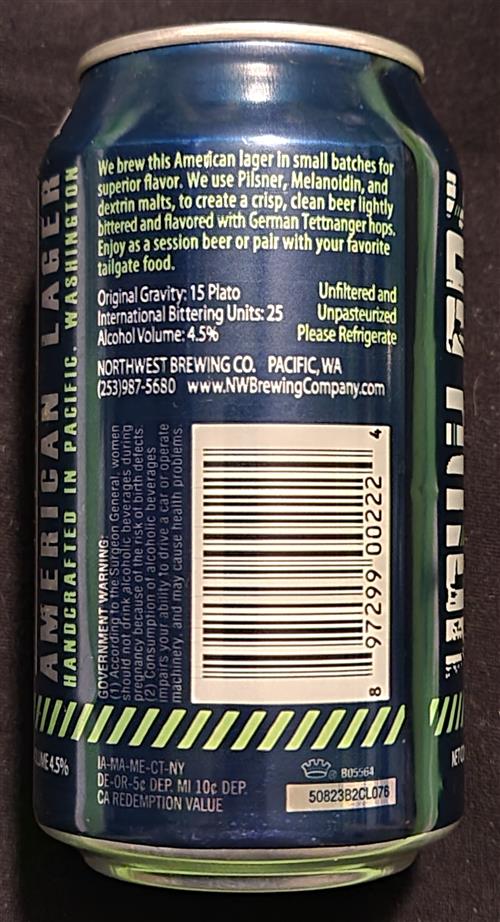 AMERICAN LAGER
HANDCRAFTED IN PACIFIC, WASHINGTON
We brew this American lager in small batches for
superior flavor. We use Pilsner, Melanoidin, and
dextrin malts, to create a crisp, clean beer lightly
bittered and flavored with German Tettnanger hops.
Enjoy as a session beer or pair with your favorite
tailgate food.
Original Gravity: 15 Plato
International Bittering Units: 25
Alcohol Volume: 4.5%
Unfiltered and
Unpasteurized
Please Refrigerate
NORTHWEST BREWING CO. PACIFIC, WA
(253)987-5680 www.NWBrewingCompany.com
GOVERNMENT WARNING:
(1) According to the Surgeon General, women
should not drink alcoholic beverages during
pregnancy because of the risk of birth defects.
(2) Consumption of alcoholic beverages
impairs your ability to drive a car or operate
machinery, and may cause health problems.
8 97299 00222 4
4.5%
IA-MA-ME-CT-NY
DE-OR-5¢ DEP. MI 10¢ DEP.
CA REDEMPTION VALUE
B05564
50823B2CL076